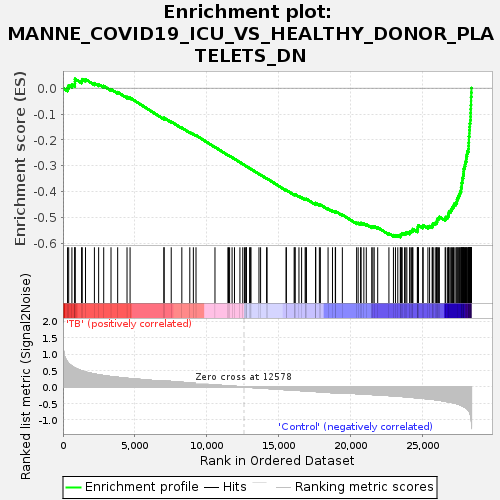 Enrichment plot:
MANNE_COVID19_ICU_VS_HEALTHY_DONOR_PLA
TELETS_DN
Enrichment score (ES)
0.0
-0.1
-0.2
-0.3
-0.4
-0.5
-0.6
'TB' (positively correlated)
Ranked list metric (Signal2Noise)
2.0
1.5
1.0
0.5
0.0
-0.5
-1.0
Zero cross at 12578
'Control' (negatively correlated)
0
5,000
10,000
15,000
20,000
25,000
Rank in Ordered Dataset
Enrichment profile
Hits
Ranking metric scores